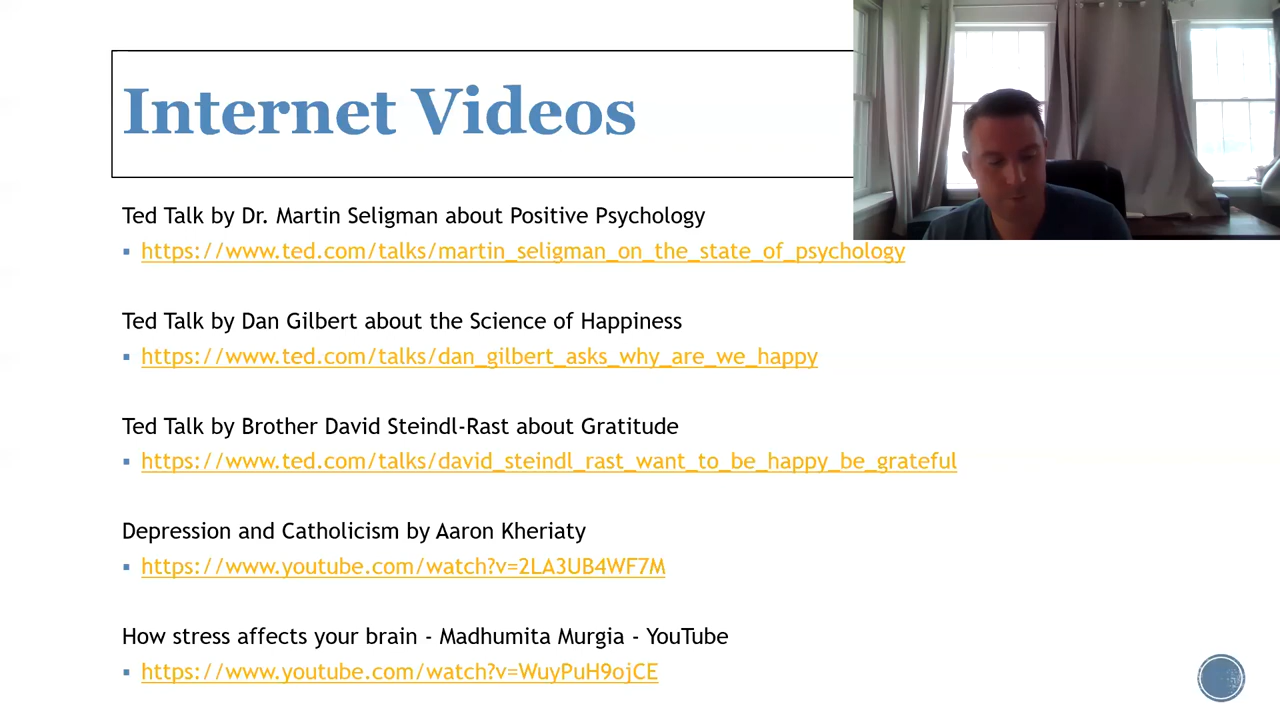 Internet Videos
Ted Talk by Dr. Martin Seligman about Positive Psychology
https://www.ted.com/talks/martin_seligman_on_the_state_of_psychology
Ted Talk by Dan Gilbert about the Science of Happiness
https://www.ted.com/talks/dan_gilbert_asks_why_are_we_happy
Ted Talk by Brother David Steindl-Rast about Gratitude
https://www.ted.com/talks/david_steindl_rast_want_to_be_happy_be_grateful
Depression and Catholicism by Aaron Kheriaty
https://www.youtube.com/watch?v=2LA3UB4WF7M
How stress affects your brain - Madhumita Murgia - YouTube
https://www.youtube.com/watch?v=WuyPuH9ojCE